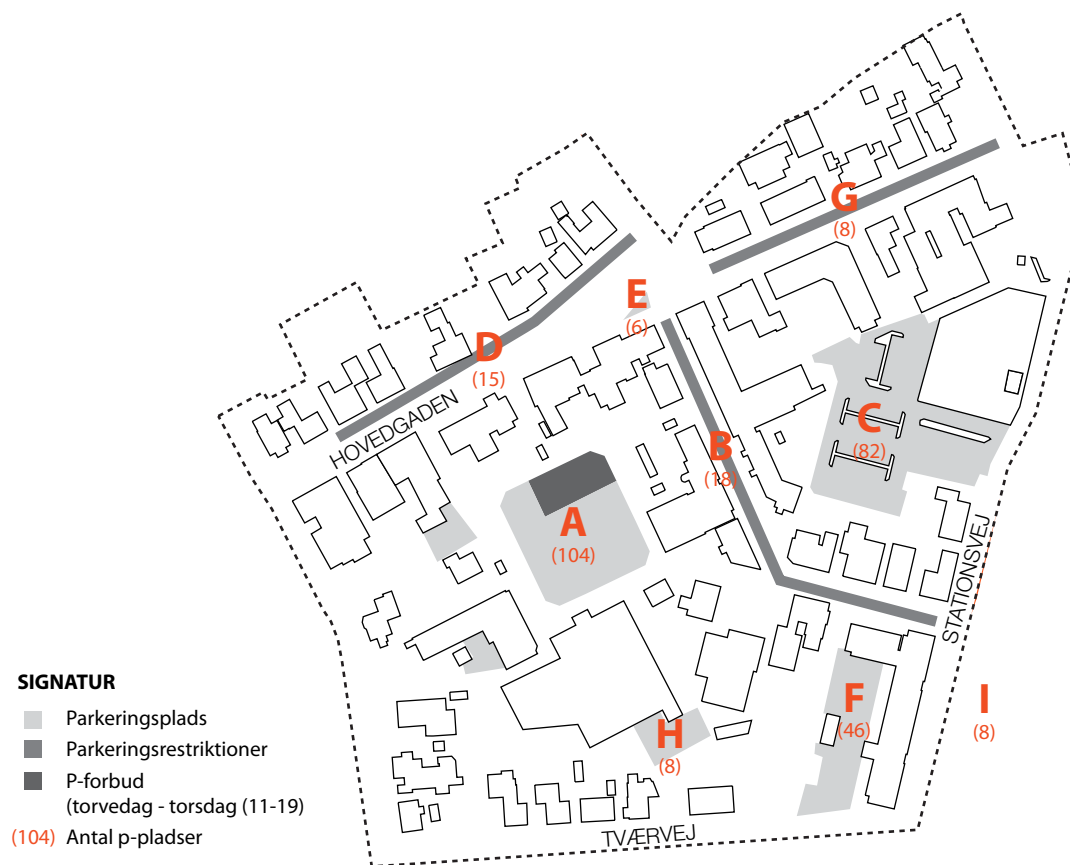 G
(8)
E
(6)
D
(15)
HOVEDGADEN
C
(82)
B
(18)
A
(104)
STATIONSVEJ
F
(46)
I
(8)
H
(8)
TVÆRVEJ
SIGNATUR
Parkeringsplads
Parkeringsrestriktioner
P-forbud
(torvedag - torsdag (11-19)
(104) Antal p-pladser